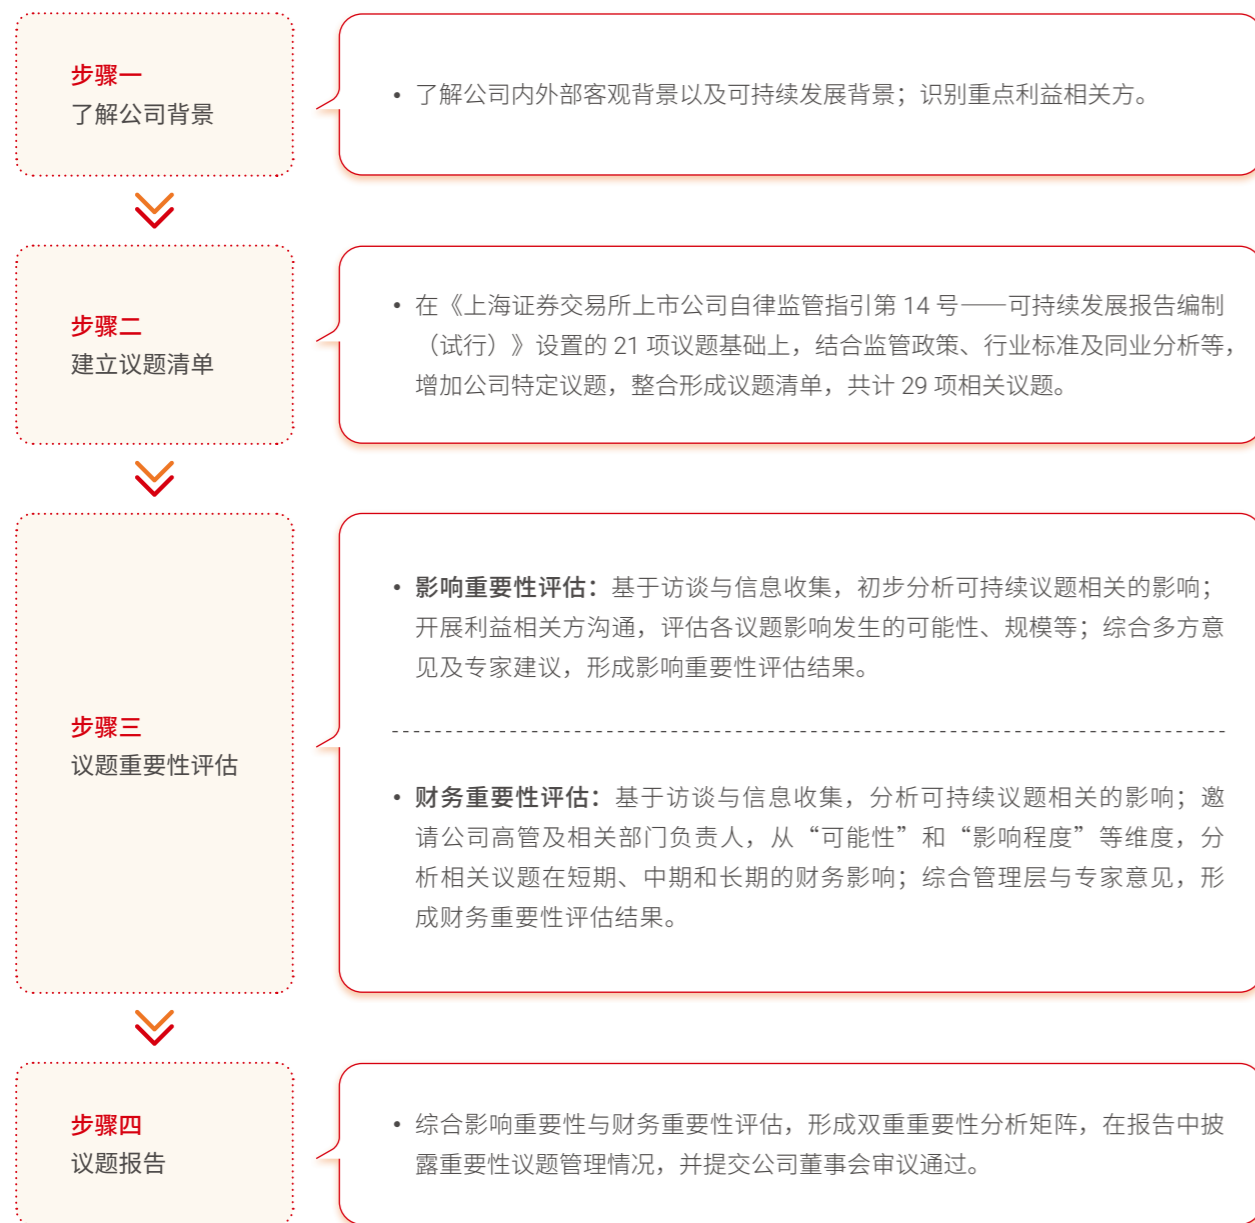 步骤一
了解公司背景
• 了解公司内外部客观背景以及可持续发展背景；识别重点利益相关方。
步骤二
建立议题清单
• 在《上海证券交易所上市公司自律监管指引第 14 号——可持续发展报告编制
（试行）》设置的 21 项议题基础上，结合监管政策、行业标准及同业分析等，
增加公司特定议题，整合形成议题清单，共计 29 项相关议题。
步骤三
议题重要性评估
• 影响重要性评估：基于访谈与信息收集，初步分析可持续议题相关的影响；
开展利益相关方沟通，评估各议题影响发生的可能性、规模等；综合多方意
见及专家建议，形成影响重要性评估结果。
• 财务重要性评估：基于访谈与信息收集，分析可持续议题相关的影响；邀
请公司高管及相关部门负责人，从“可能性”和“影响程度”等维度，分
析相关议题在短期、中期和长期的财务影响；综合管理层与专家意见，形
成财务重要性评估结果。
步骤四
议题报告
• 综合影响重要性与财务重要性评估，形成双重重要性分析矩阵，在报告中披
露重要性议题管理情况，并提交公司董事会审议通过。